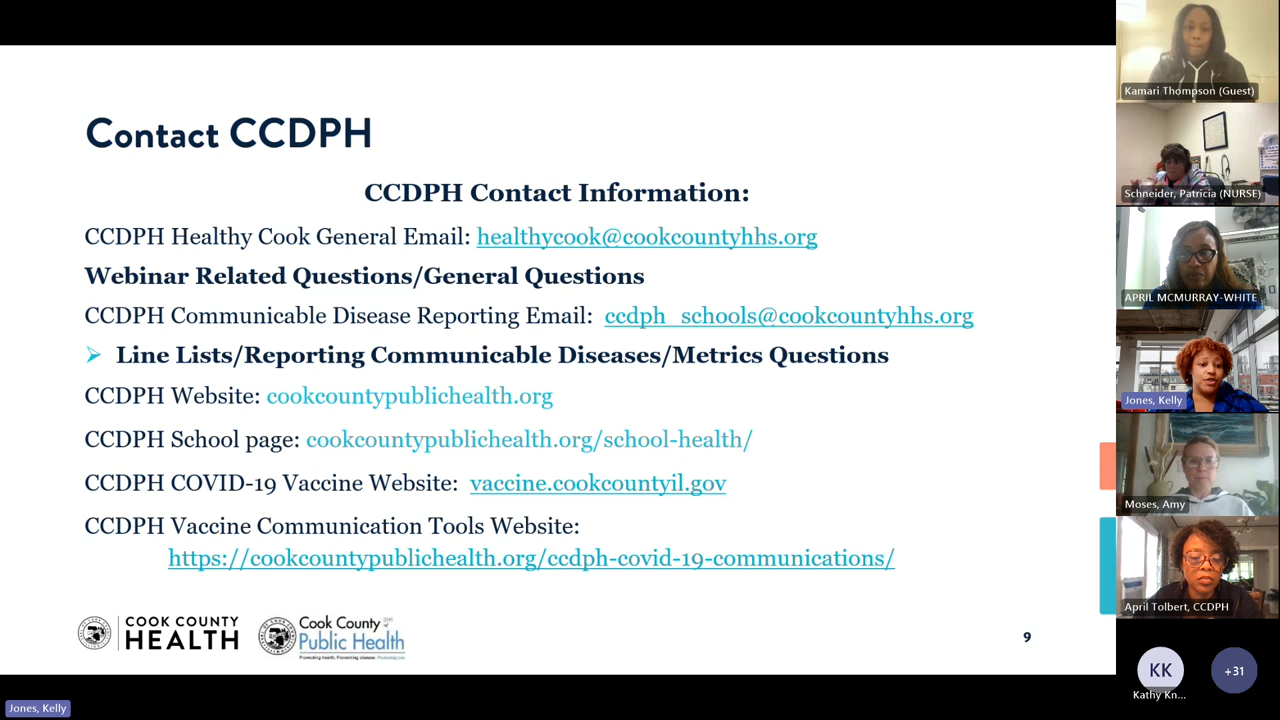 Contact CCDPH
CCDPH Contact Information:
CCDPH Healthy Cook General Email: healthycook@cookcountyhhs.org
Webinar Related Questions/General Questions
CCDPH Communicable Disease Reporting Email: ccdph_schools@cookcountyhhs.org
➢ Line Lists/Reporting Communicable Diseases/Metrics Questions
CCDPH Website: cookcountypublichealth.org
CCDPH School page: cookcountypublichealth.org/school-health/
CCDPH COVID-19 Vaccine Website: vaccine.cookcountyil.gov
CCDPH Vaccine Communication Tools Website:
https://cookcountypublichealth.org/ccdph-covid-19-communications/
COOK COUNTY
HEALTH
Cook County DEPT of
Public Health
Promoting health. Preventing disease. Protecting you.
9
Jones, Kelly
Kamari Thompson (Guest)
Schneider, Patricia (NURSE)
APRIL MCMURRAY-WHITE
Jones, Kelly
Moses, Amy
April Tolbert, CCDPH
KK
Kathy Kn...
+31